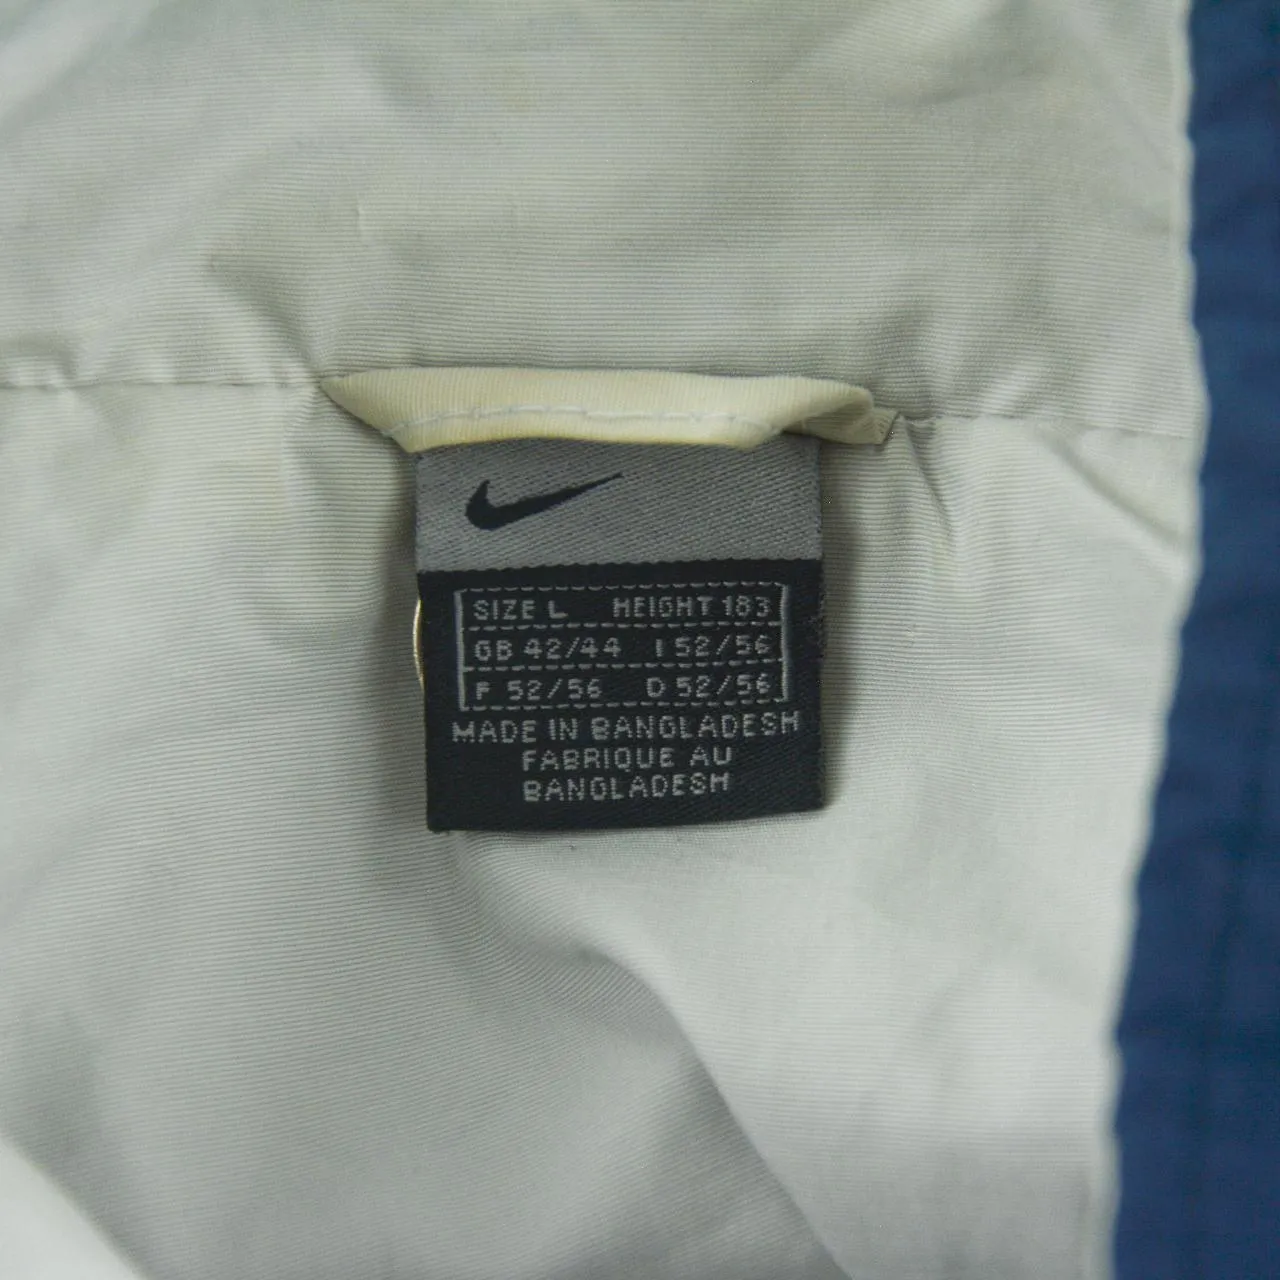 SIZE L HEIGHT 183
GB 42/44 I 52/56
F 52/56 D 52/56
MADE IN BANGLADESH
FABRIQUE AU
BANGLADESH